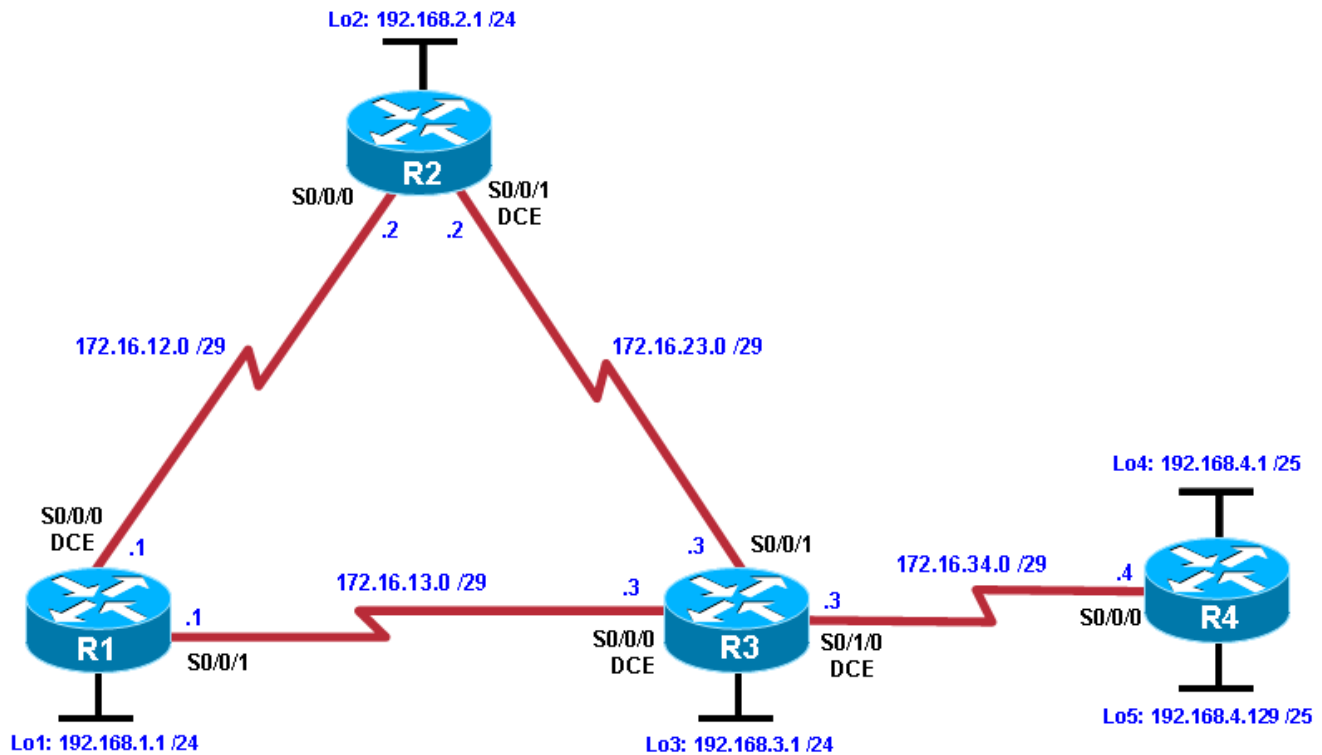 Lo2: 192.168.2.1 /24
R2
S0/0/0
S0/0/1
DCE
.2
.2
172.16.12.0 /29
172.16.23.0 /29
Lo4: 192.168.4.1 /25
S0/0/0
DCE
.1
.3
S0/0/1
172.16.13.0 /29
172.16.34.0 /29
.4
.1
.3
.3
R1
S0/0/1
S0/0/0
DCE
R3
S0/1/0
DCE
S0/0/0
R4
Lo1: 192.168.1.1 /24
Lo3: 192.168.3.1 /24
Lo5: 192.168.4.129 /25